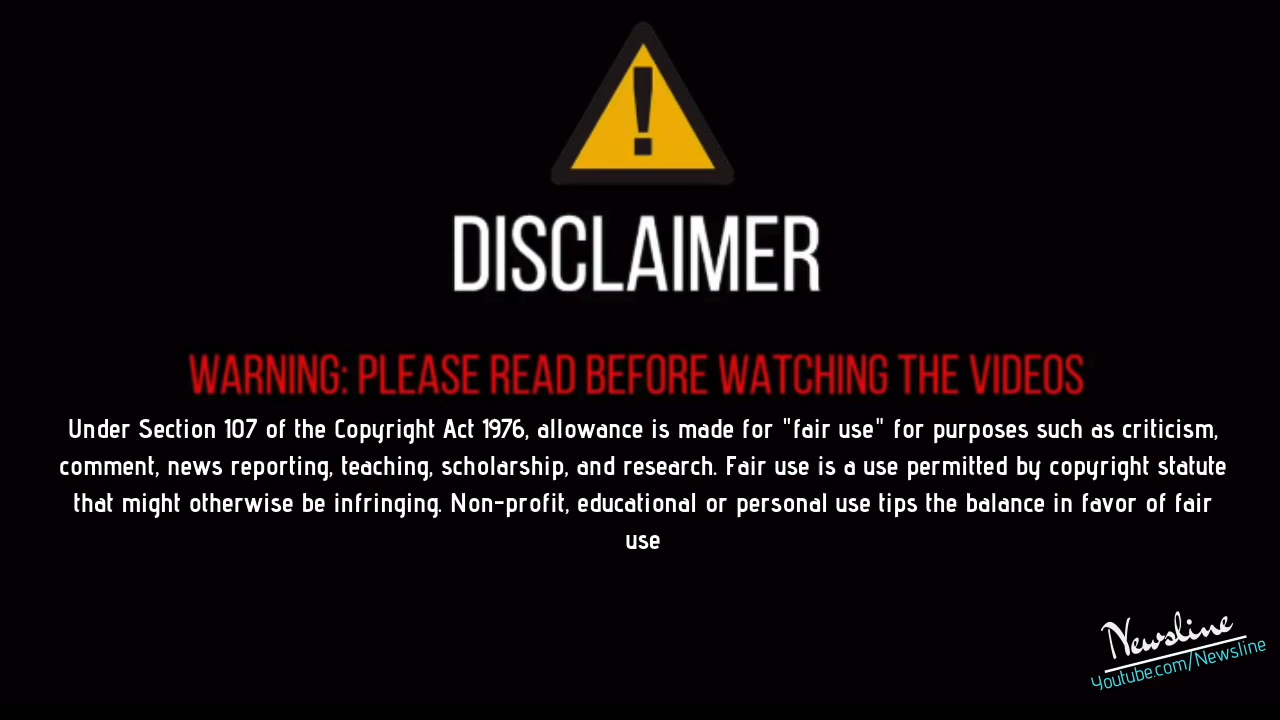 !
DISCLAIMER
WARNING: PLEASE READ BEFORE WATCHING THE VIDEOS
Under Section 107 of the Copyright Act 1976, allowance is made for "fair use" for purposes such as criticism,
comment, news reporting, teaching, scholarship, and research. Fair use is a use permitted by copyright statute
that might otherwise be infringing. Non-profit, educational or personal use tips the balance in favor of fair
use
Newsline
Youtube.com/Newsline